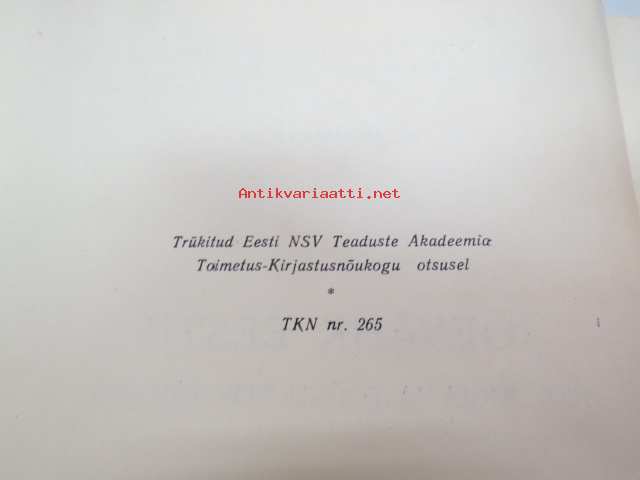 Antikvariaatti.net
Trükitud Eesti NSV Teaduste Akadeemia
Toimetus-Kirjastusnõukogu otsusel
*
TKN nr. 265